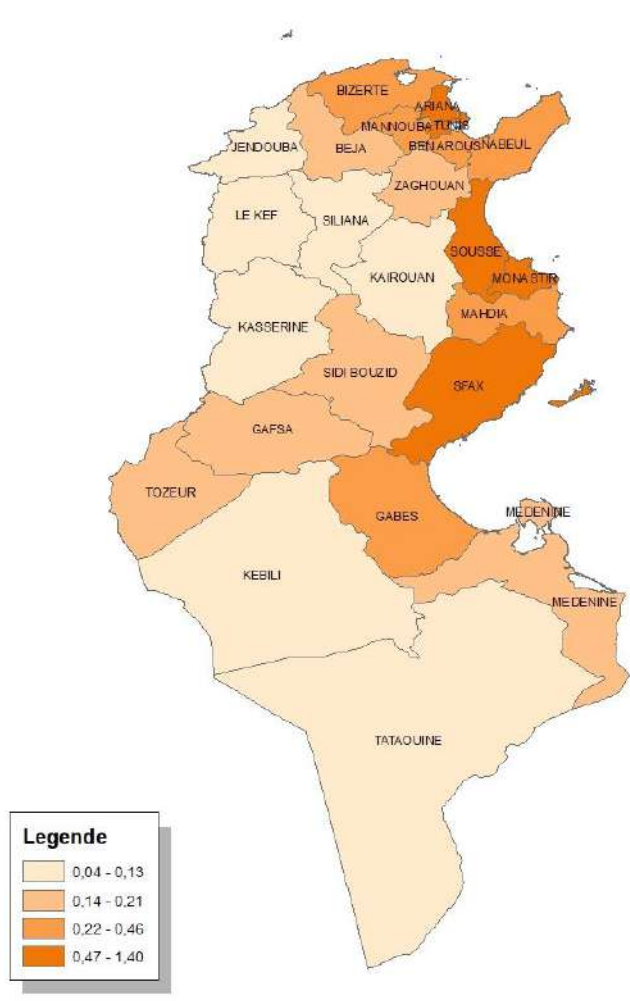 BIZERTE
ARIANA
MANNOUBA TUNIS
JENDOUBA
BEJA
BEN AROUS NABEUL
ZAGHOUAN
LE KEF
SILIANA
SOUSSE
KAIROUAN
MONASTIR
MAHDIA
KASSERINE
SIDI BOUZID
SFAX
GAFSA
TOZEUR
GABES
MEDENINE
KEBILI
MEDENINE
TATAOUINE
Legende
0,04 - 0,13
0,14 - 0,21
0,22 - 0,46
0,47 - 1,40